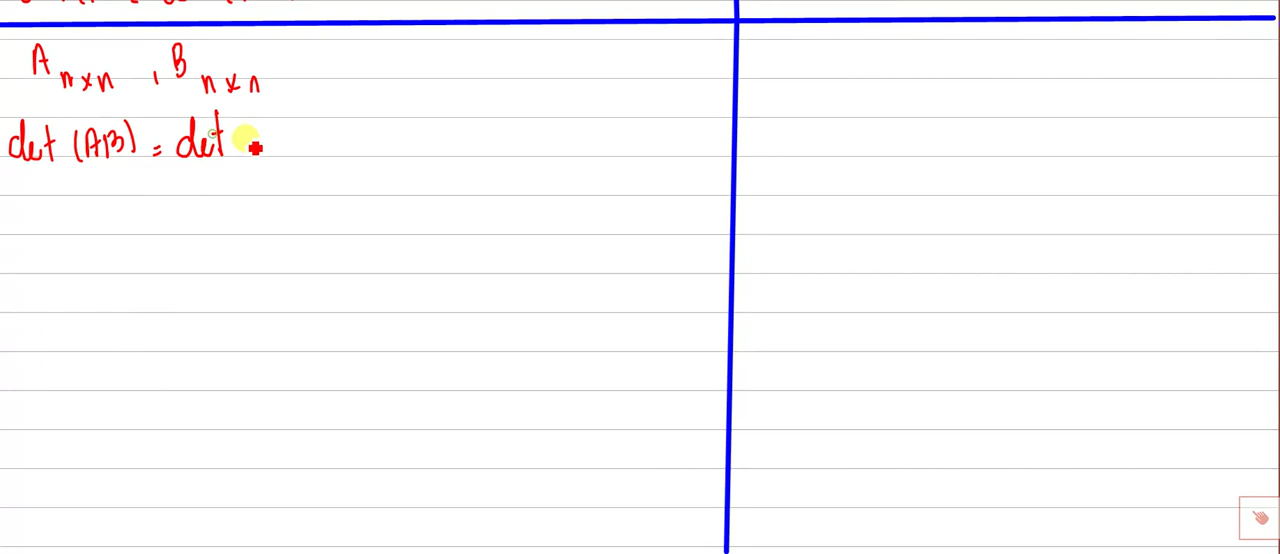 A n×n , B n×n
det (AB) = det